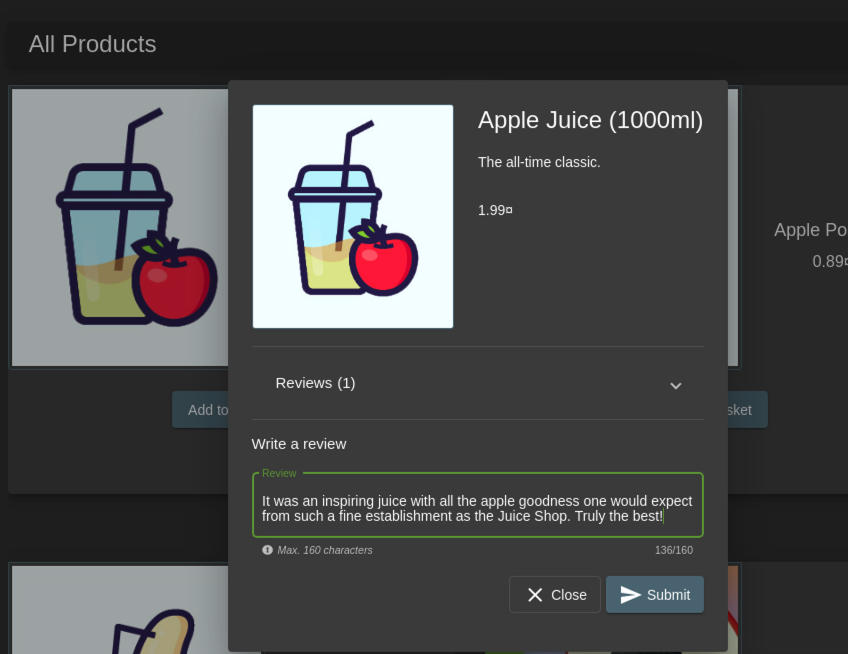 All Products
Apple Juice (1000ml)
The all-time classic.
1.99¤
Apple Po
0.89¤
Reviews (1)
Add to
sket
Write a review
Review
It was an inspiring juice with all the apple goodness one would expect
from such a fine establishment as the Juice Shop. Truly the best!
Max. 160 characters
136/160
Close
Submit